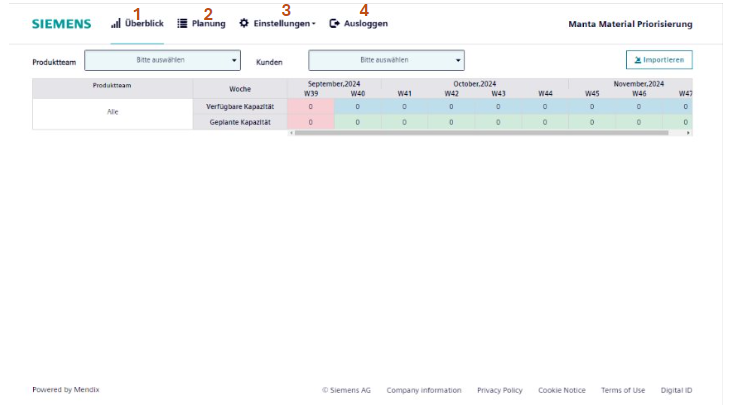 1 2 3 4
SIEMENS Überblick Planung Einstellungen Ausloggen Manta Material Priorisierung
Produktteam Bitte auswählen Kunden Bitte auswählen Importieren
Produktteam Woche September,2024 October,2024 November,2024
W39 W40 W41 W42 W43 W44 W45 W46 W47
Alle Verfügbare Kapazität 0 0 0 0 0 0 0 0 0
Geplante Kapazität 0 0 0 0 0 0 0 0 0
Powered by Mendix © Siemens AG Company information Privacy Policy Cookie Notice Terms of Use Digital ID